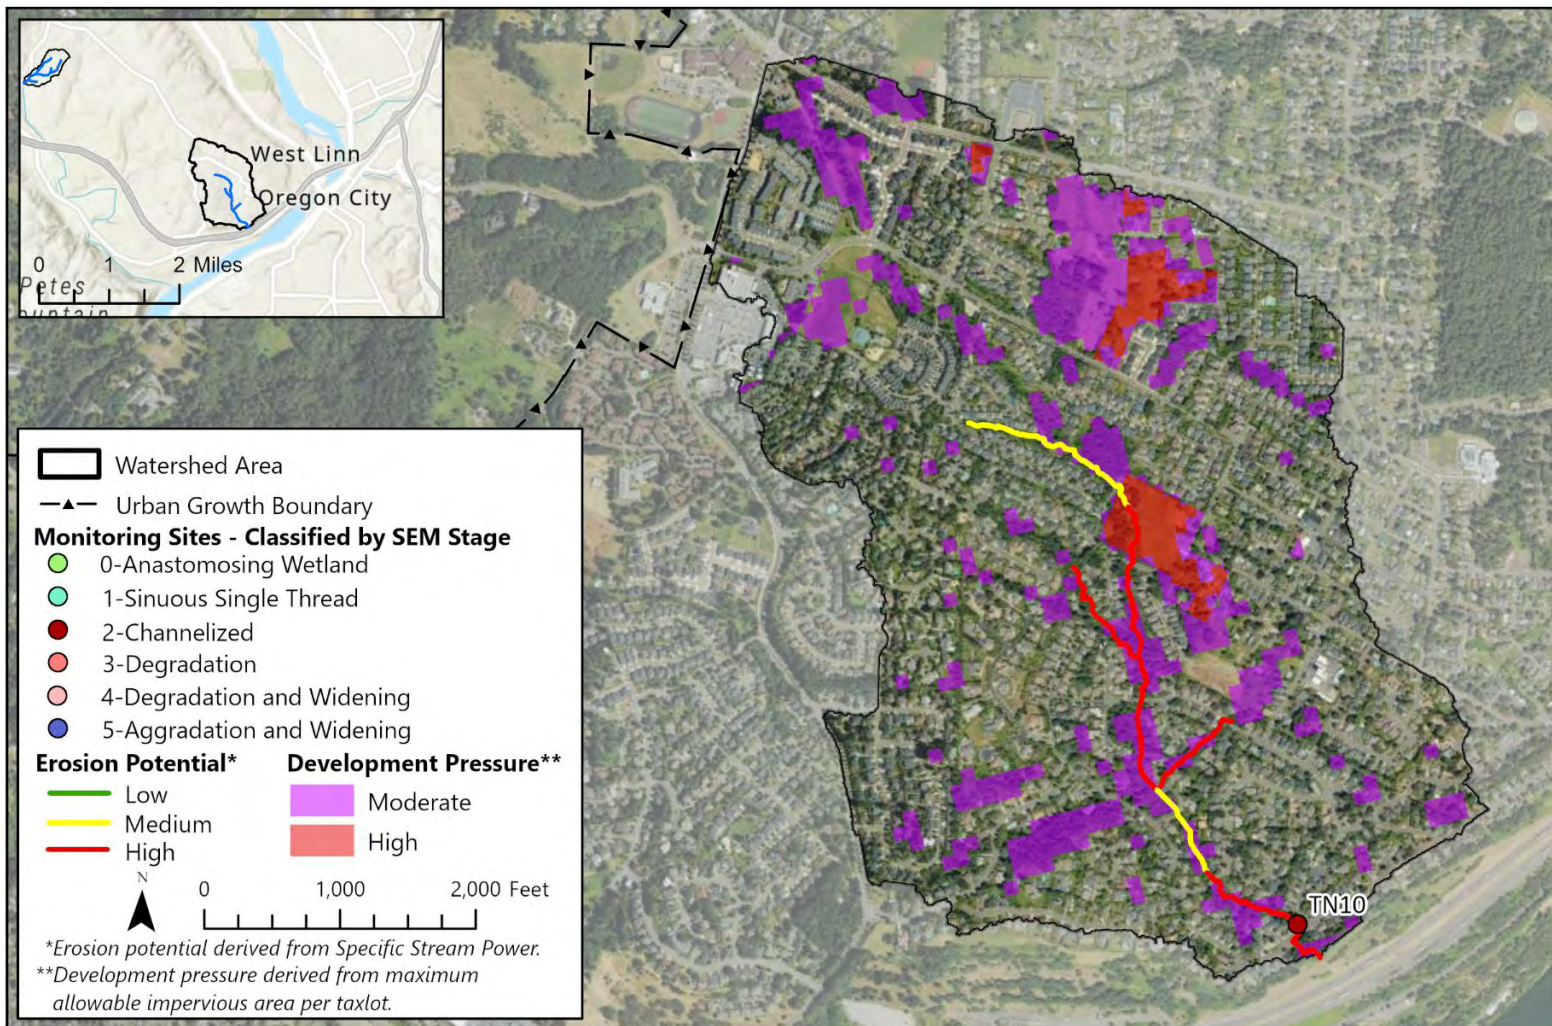 West Linn
Oregon City
0 1 2 Miles
Petes
ountain
Watershed Area
Urban Growth Boundary
Monitoring Sites - Classified by SEM Stage
0-Anastomosing Wetland
1-Sinuous Single Thread
2-Channelized
3-Degradation
4-Degradation and Widening
5-Aggradation and Widening
Erosion Potential* Development Pressure**
Low
Medium
High
Moderate
High
N
0 1,000 2,000 Feet
*Erosion potential derived from Specific Stream Power.
**Development pressure derived from maximum
allowable impervious area per taxlot.
TN10